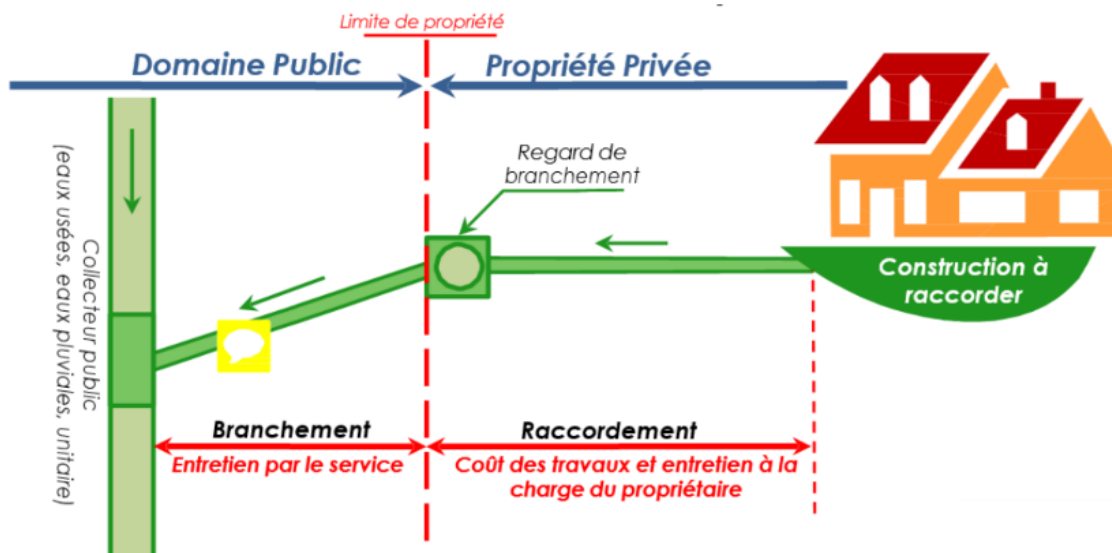 Limite de propriété
Domaine Public
Propriété Privée
Regard de
branchement
Collecteur public
(eaux usées, eaux pluviales, unitaire)
Construction à
raccorder
Branchement
Entretien par le service
Raccordement
Coût des travaux et entretien à la
charge du propriétaire